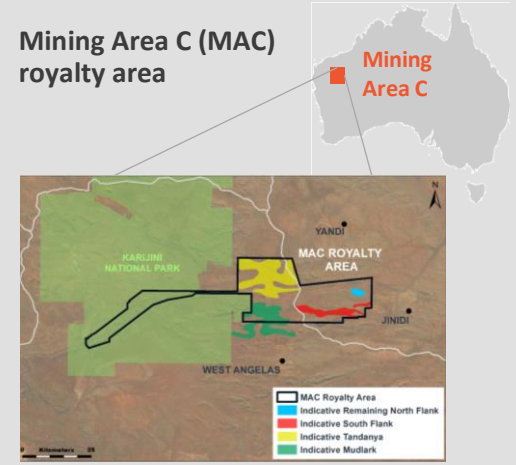 Mining Area C (MAC)
royalty area
Mining
Area C
N
YANDI
KARIJINI
NATIONAL PARK
MAC ROYALTY
AREA
JINIDI
WEST ANGELAS
MAC Royalty Area
Indicative Remaining North Flank
Indicative South Flank
Indicative Tandanya
Indicative Mudlark
0 Kilometers 25